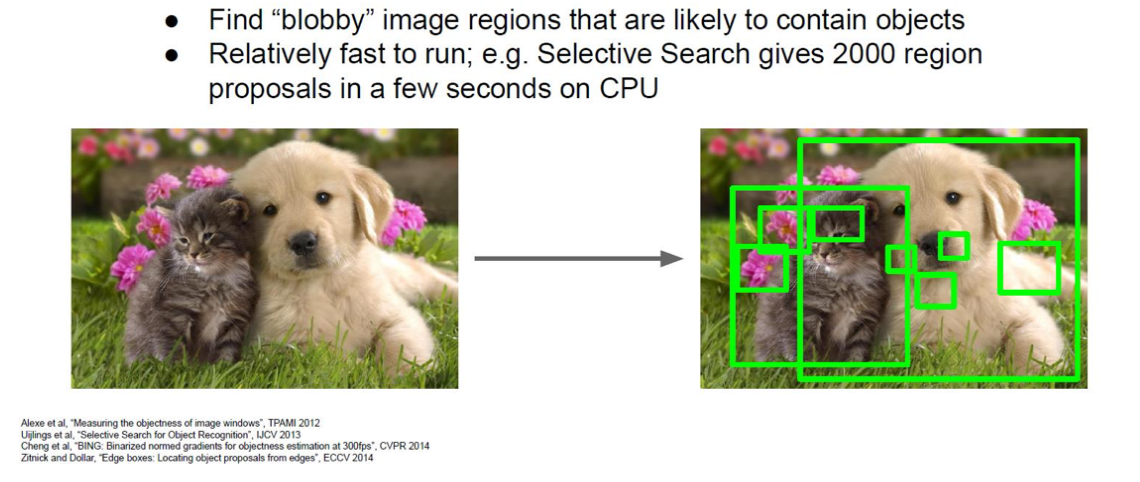 ● Find “blobby” image regions that are likely to contain objects
● Relatively fast to run; e.g. Selective Search gives 2000 region
proposals in a few seconds on CPU
Alexe et al, “Measuring the objectness of image windows”, TPAMI 2012
Uijlings et al, “Selective Search for Object Recognition”, IJCV 2013
Cheng et al, “BING: Binarized normed gradients for objectness estimation at 300fps”, CVPR 2014
Zitnick and Dollar, “Edge boxes: Locating object proposals from edges”, ECCV 2014